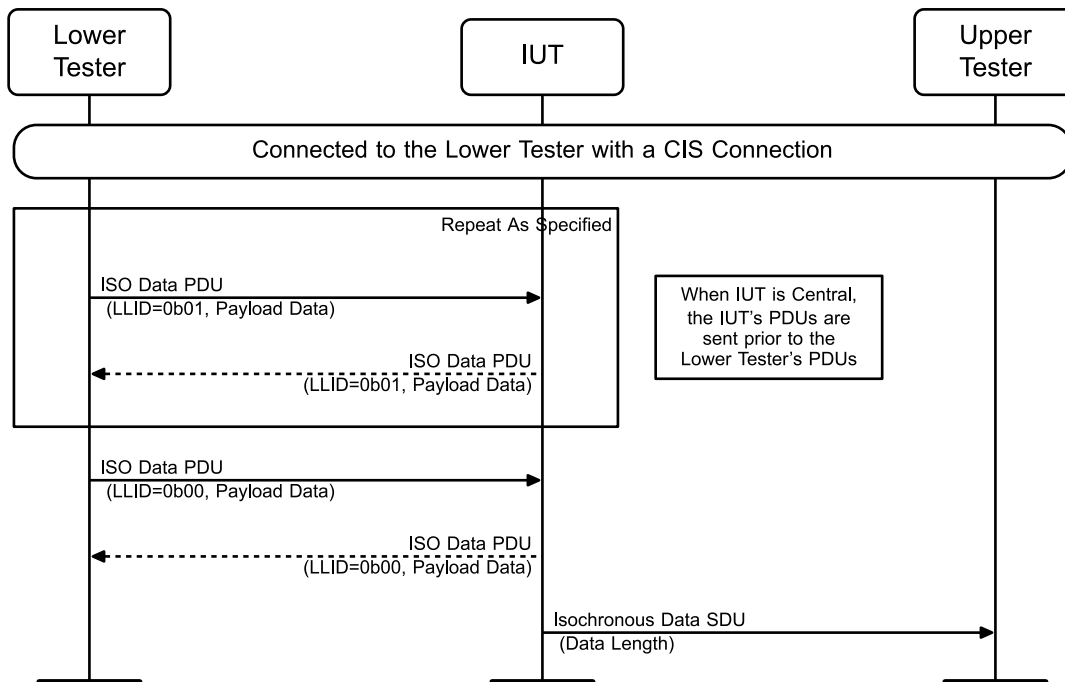 Lower
Tester
IUT
Upper
Tester
Connected to the Lower Tester with a CIS Connection
Repeat As Specified
ISO Data PDU
(LLID=0b01, Payload Data)
When IUT is Central,
the IUT's PDUs are
sent prior to the
Lower Tester's PDUs
ISO Data PDU
(LLID=0b01, Payload Data)
ISO Data PDU
(LLID=0b00, Payload Data)
ISO Data PDU
(LLID=0b00, Payload Data)
Isochronous Data SDU
(Data Length)